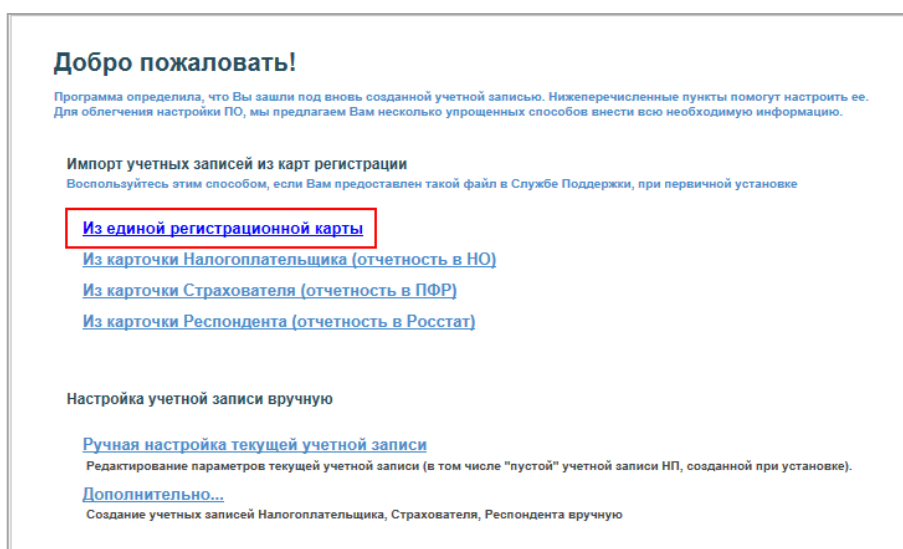 Добро пожаловать!
Программа определила, что Вы зашли под вновь созданной учетной записью. Нижеперечисленные пункты помогут настроить ее.
Для облегчения настройки ПО, мы предлагаем Вам несколько упрощенных способов внести всю необходимую информацию.
Импорт учетных записей из карт регистрации
Воспользуйтесь этим способом, если Вам предоставлен такой файл в Службе Поддержки, при первичной установке
Из единой регистрационной карты
Из карточки Налогоплательщика (отчетность в НО)
Из карточки Страхователя (отчетность в ПФР)
Из карточки Респондента (отчетность в Росстат)
Настройка учетной записи вручную
Ручная настройка текущей учетной записи
Редактирование параметров текущей учетной записи (в том числе "пустой" учетной записи НП, созданной при установке).
Дополнительно...
Создание учетных записей Налогоплательщика, Страхователя, Респондента вручную